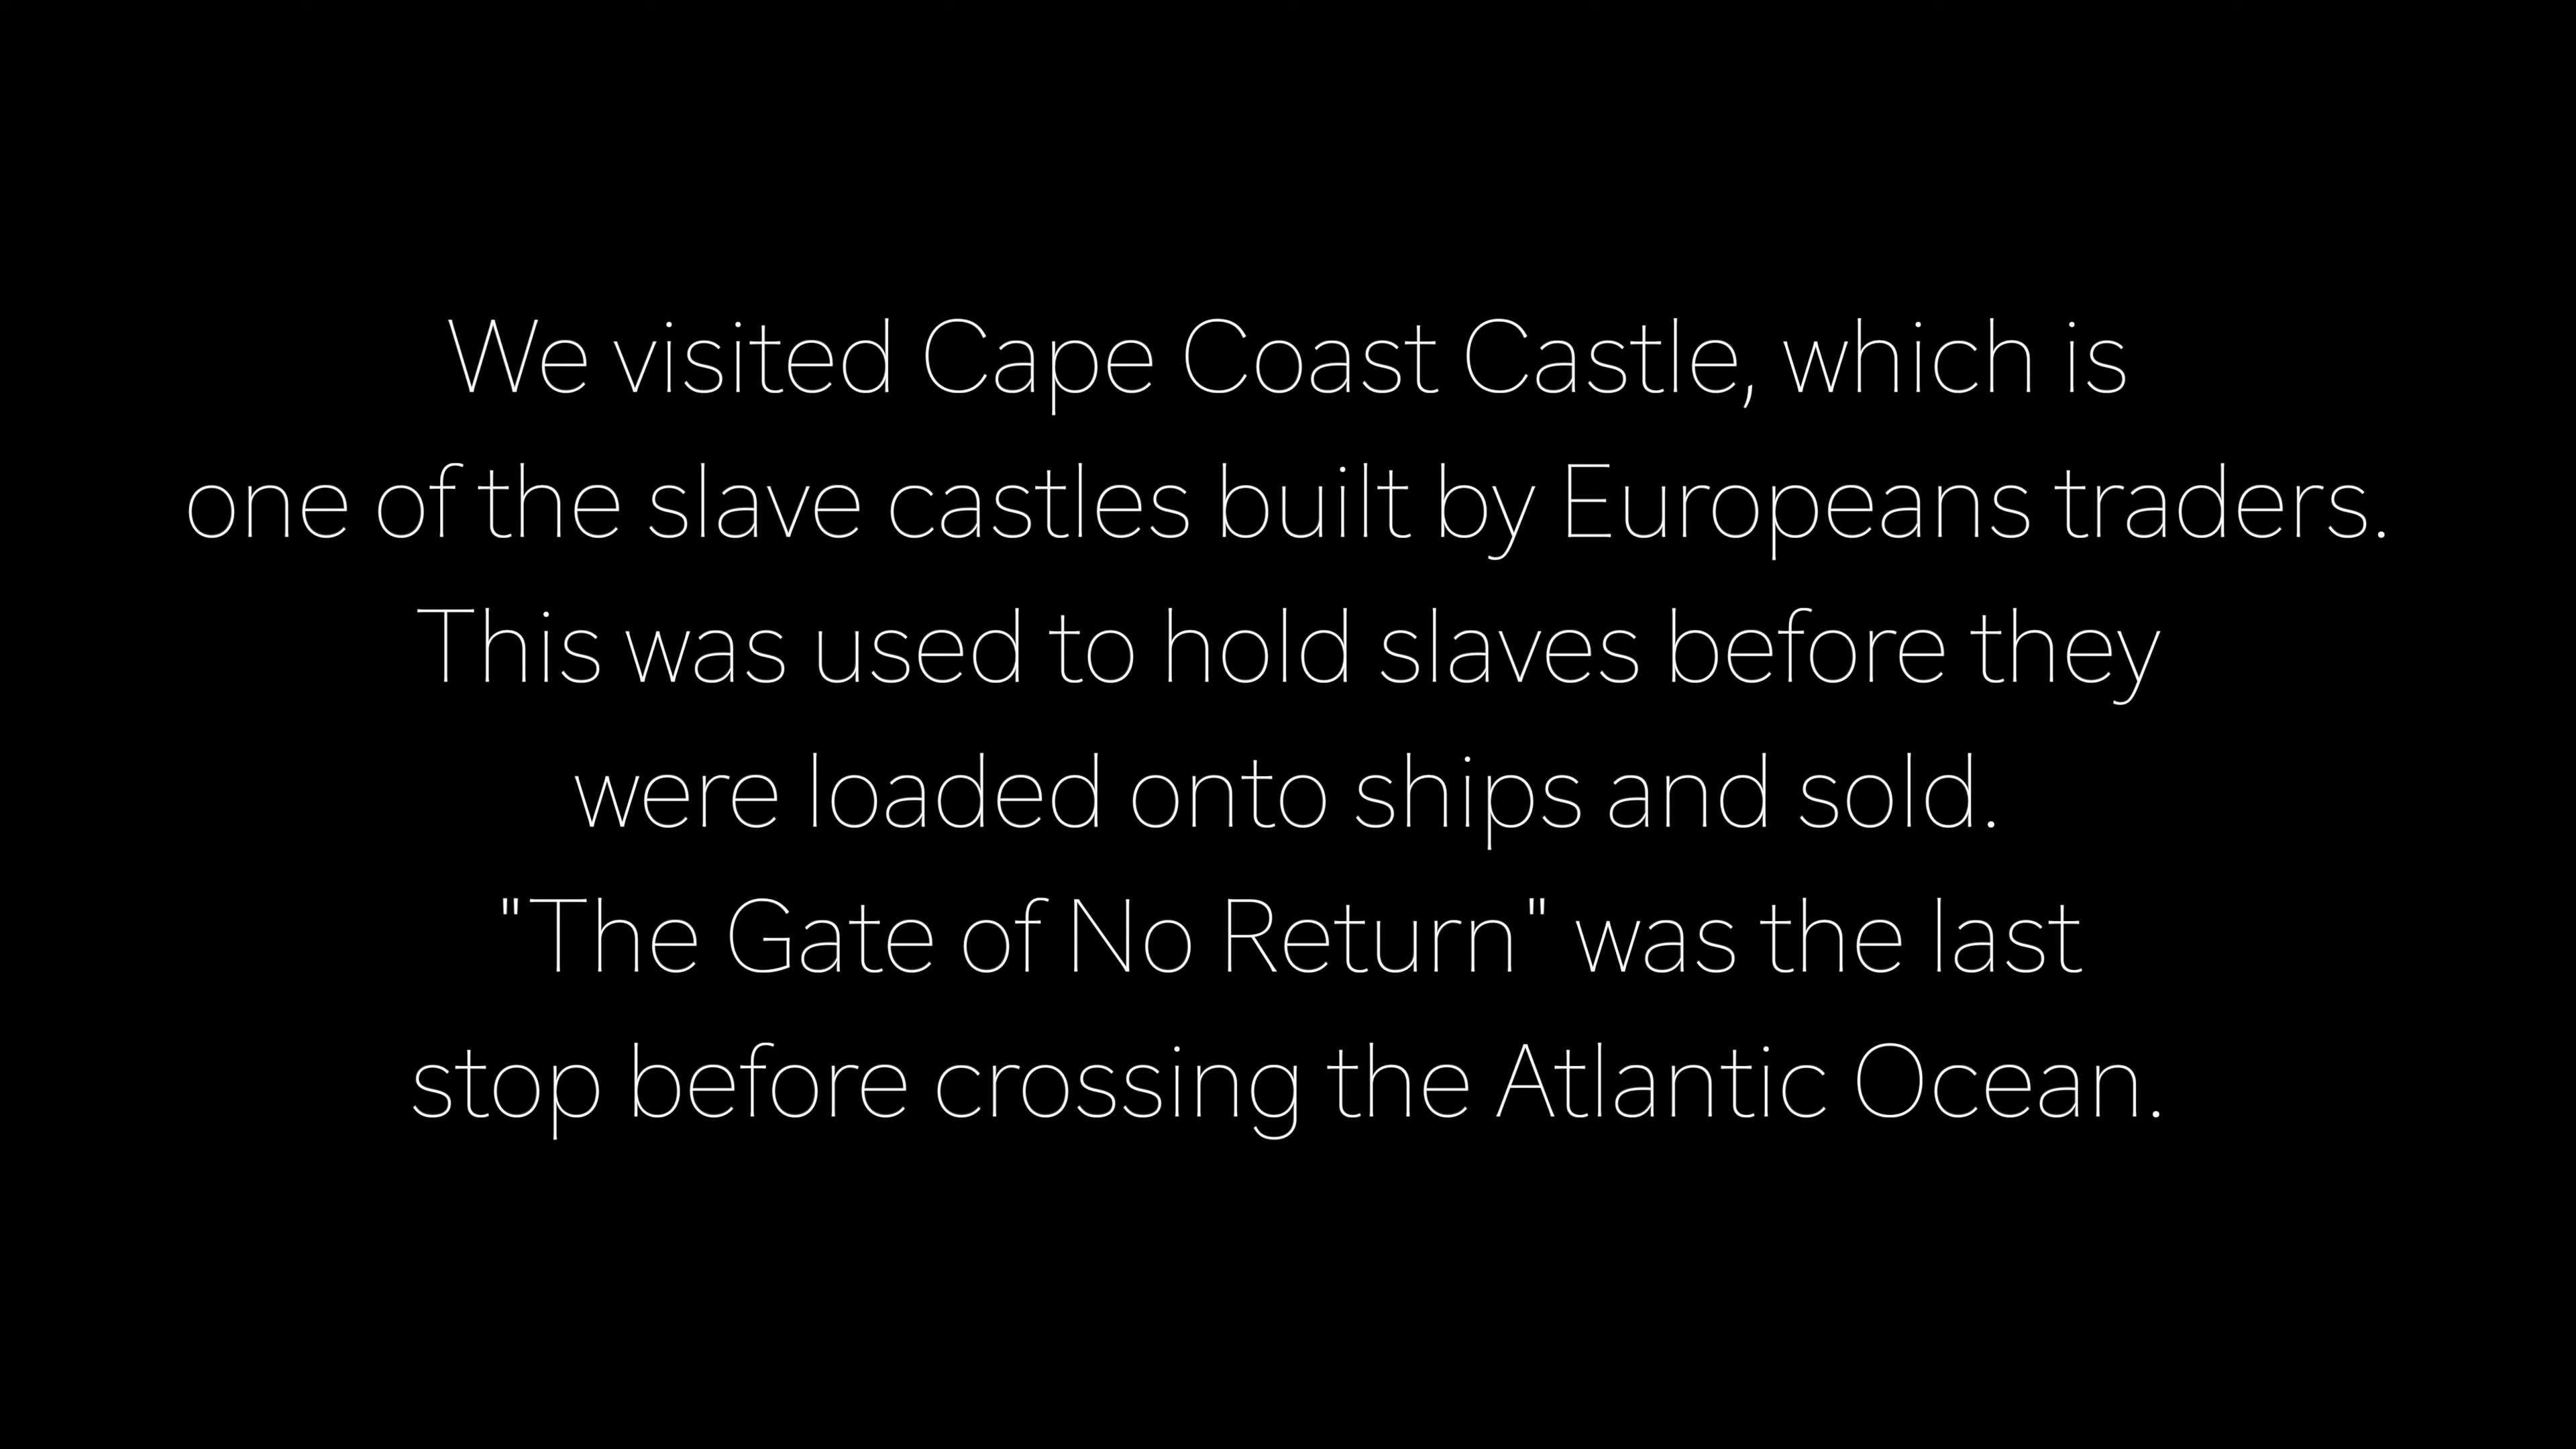 We visited Cape Coast Castle, which is
one of the slave castles built by Europeans traders.
This was used to hold slaves before they
were loaded onto ships and sold.
"The Gate of No Return" was the last
stop before crossing the Atlantic Ocean.